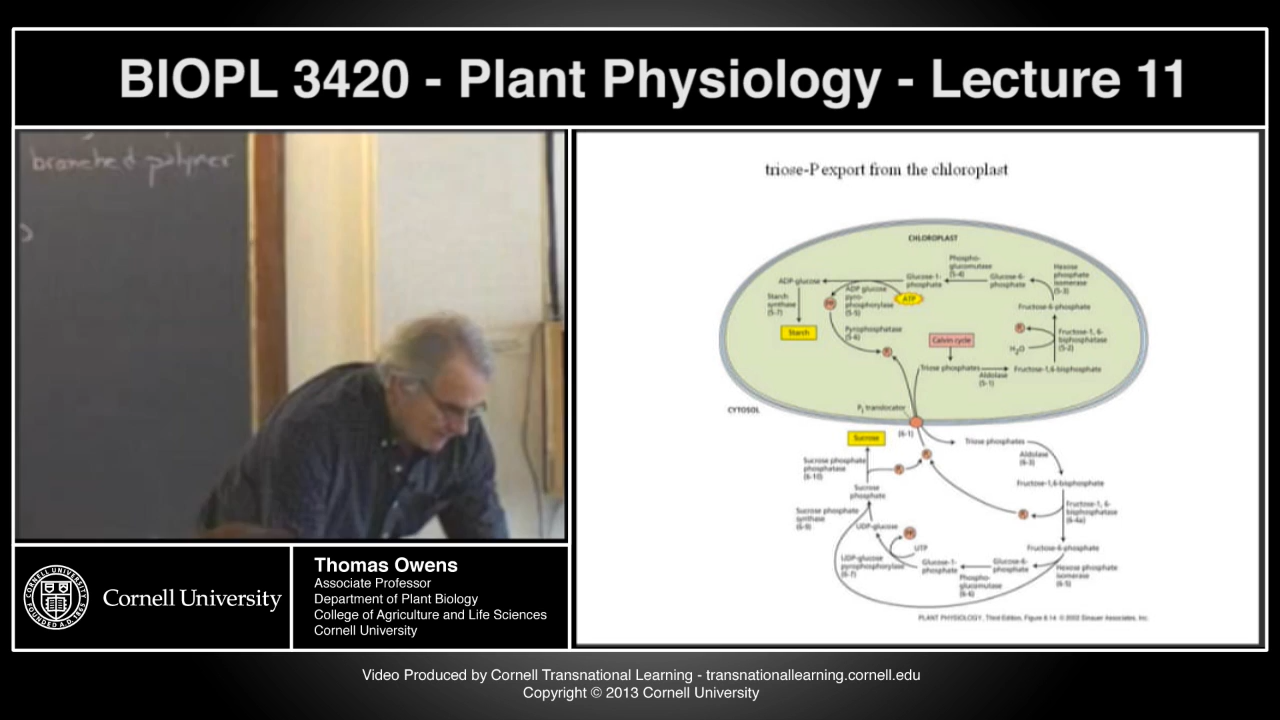 BIOPL 3420 - Plant Physiology - Lecture 11
branched polymer
triose-P export from the chloroplast
CHLOROPLAST
Phospho-
glucomutase
(5-4)
Hexose
phosphate
isomerase
(5-3)
ADP-glucose
Glucose-1-
phosphate
Glucose-6-
phosphate
Starch
synthase
(5-7)
ADP glucose
pyro-
phosphorylase
(5-5)
ATP
Fructose-6-phosphate
Starch
Pyrophosphatase
(5-6)
Calvin cycle
H2O
Fructose-1, 6-
bisphosphatase
(5-2)
Triose phosphates
Aldolase
(5-1)
Fructose-1,6-bisphosphate
CYTOSOL
Pi translocator
(6-1)
Sucrose
Triose phosphates
Aldolase
(6-3)
Sucrose phosphate
phosphatase
(6-10)
Fructose-1,6-bisphosphate
Sucrose
phosphate
Sucrose phosphate
synthase
(6-9)
Fructose-1, 6-
bisphosphatase
(6-4a)
UDP-glucose
UTP
Fructose-6-phosphate
UDP-glucose
pyrophosphorylase
(6-7)
Glucose-1-
phosphate
Glucose-6-
phosphate
Hexose phosphate
isomerase
(6-5)
Phospho-
glucomutase
(6-6)
PLANT PHYSIOLOGY, Third Edition, Figure 8.14 © 2002 Sinauer Associates, Inc.
CORNELL UNIVERSITY
FOUNDED A.D. 1865
Cornell University
Thomas Owens
Associate Professor
Department of Plant Biology
College of Agriculture and Life Sciences
Cornell University
Video Produced by Cornell Transnational Learning - transnationallearning.cornell.edu
Copyright © 2013 Cornell University